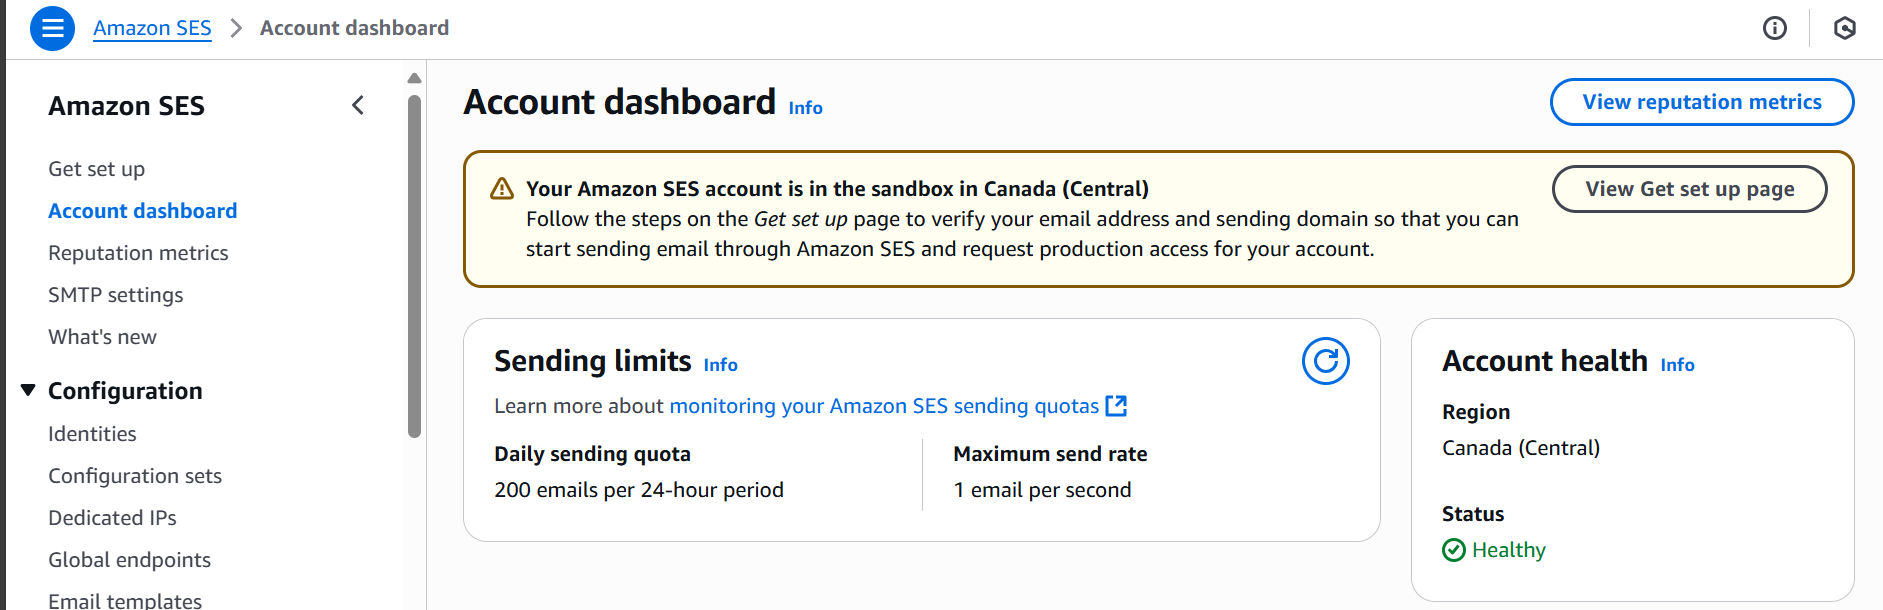 Amazon SES > Account dashboard
Amazon SES
Get set up
Account dashboard
Reputation metrics
SMTP settings
What's new
Configuration
Identities
Configuration sets
Dedicated IPs
Global endpoints
Email templates
Account dashboard Info
View reputation metrics
Your Amazon SES account is in the sandbox in Canada (Central)
Follow the steps on the Get set up page to verify your email address and sending domain so that you can
start sending email through Amazon SES and request production access for your account.
View Get set up page
Sending limits Info
Learn more about monitoring your Amazon SES sending quotas
Daily sending quota
200 emails per 24-hour period
Maximum send rate
1 email per second
Account health Info
Region
Canada (Central)
Status
Healthy